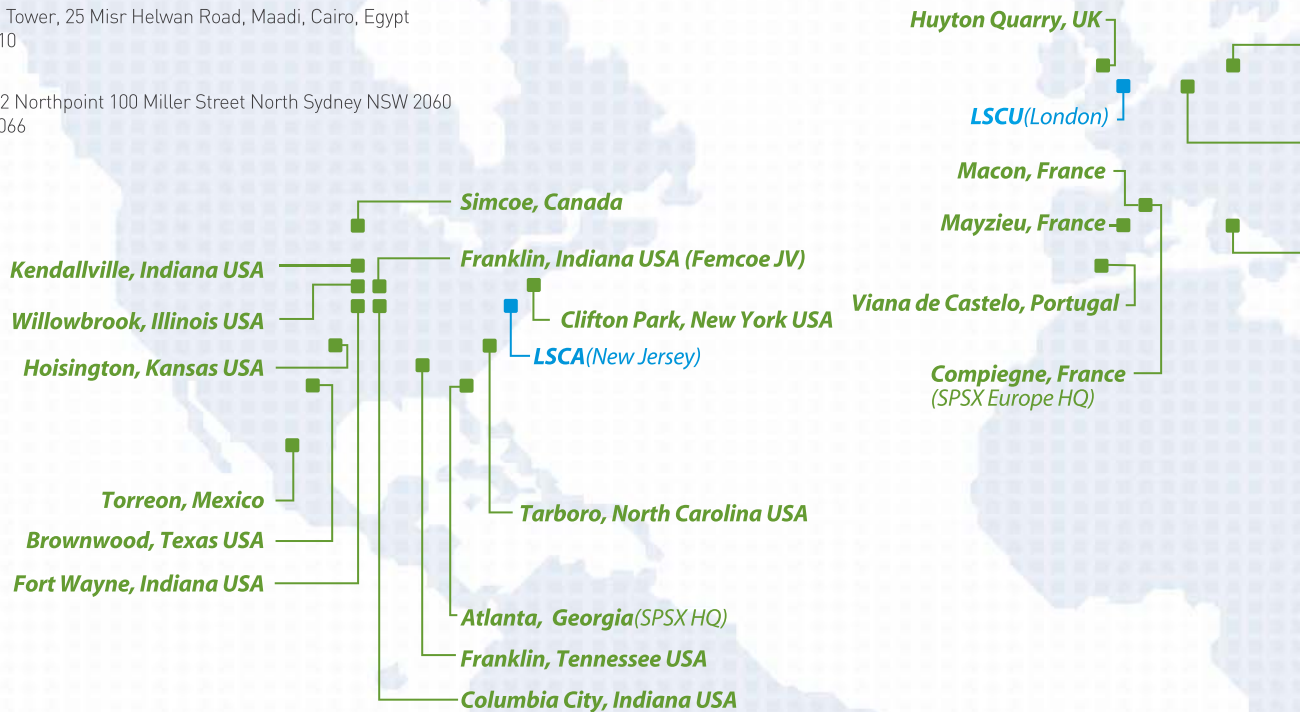 Tower, 25 Misr Helwan Road, Maadi, Cairo, Egypt
10
2 Northpoint 100 Miller Street North Sydney NSW 2060
066
Huyton Quarry, UK
LSCU(London)
Macon, France
Mayzieu, France
Viana de Castelo, Portugal
Compiegne, France
(SPSX Europe HQ)
Simcoe, Canada
Kendallville, Indiana USA
Franklin, Indiana USA (Femcoe JV)
Willowbrook, Illinois USA
Clifton Park, New York USA
LSCA(New Jersey)
Hoisington, Kansas USA
Torreon, Mexico
Tarboro, North Carolina USA
Brownwood, Texas USA
Fort Wayne, Indiana USA
Atlanta, Georgia(SPSX HQ)
Franklin, Tennessee USA
Columbia City, Indiana USA